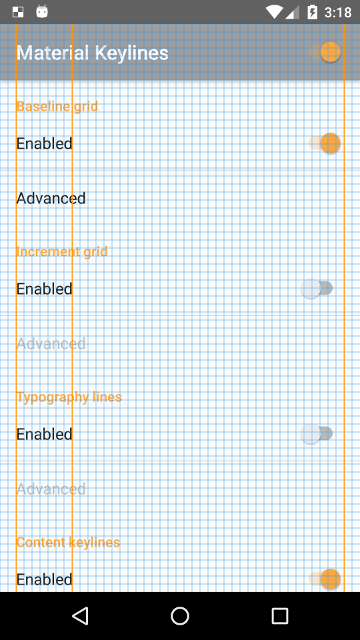 3:18
Material Keylines
Baseline grid
Enabled
Advanced
Increment grid
Enabled
Advanced
Typography lines
Enabled
Advanced
Content keylines
Enabled